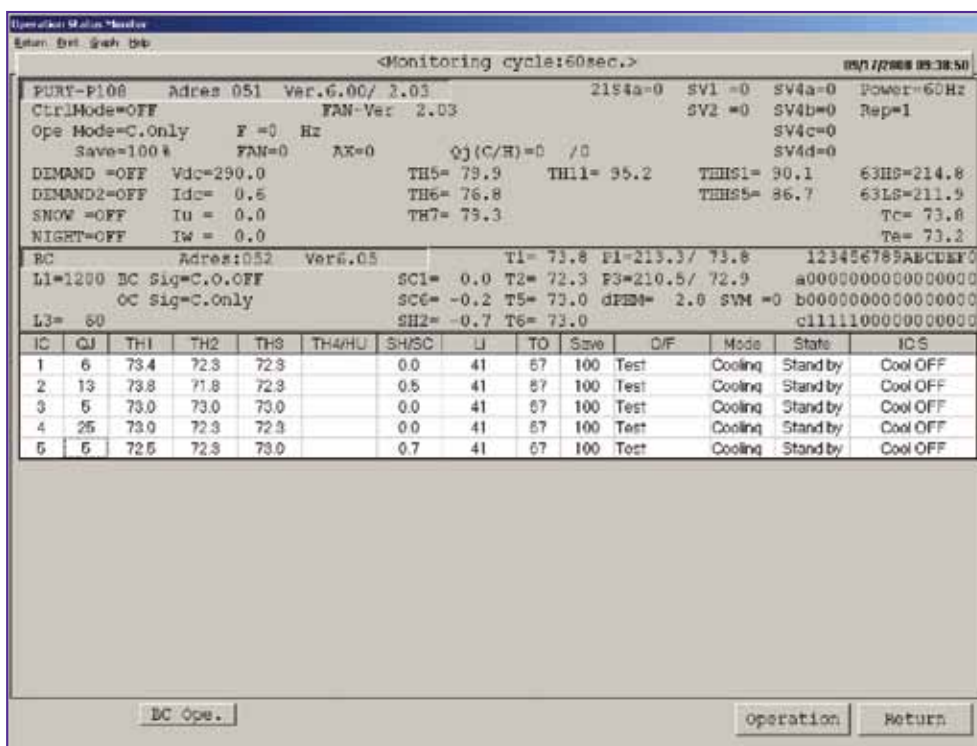 Operation Status Monitor
Return Print Graph Help
<Monitoring cycle:60sec.> 09/17/2008 09:38:50
PURY-P108 Adres 051 Ver.6.00/ 2.03 21S4a=0 SV1 =0 SV4a=0 Power=60Hz
CtrlMode=OFF FAN-Ver 2.03 SV2 =0 SV4b=0 Rep=1
Ope Mode=C.Only F =0 Hz SV4c=0
Save=100% FAN=0 AK=0 Qj(C/H)=0 /0 SV4d=0
DEMAND =OFF Vdc=290.0 TH5= 79.9 TH11= 95.2 THHS1= 90.1 63HS=214.8
DEMAND2=OFF Idc= 0.6 TH6= 76.8 THHS5= 86.7 63LS=211.9
SNOW =OFF Iu = 0.0 TH7= 79.3 Tc= 73.8
NIGHT=OFF Iw = 0.0 Te= 73.2
BC Adres:052 Ver6.05 T1= 73.8 P1=213.3/ 73.8 123456789ABCDEF0
L1=1200 BC Sig=C.O.OFF SC1= 0.0 T2= 72.3 P3=210.5/ 72.9 a0000000000000000
OC Sig=C.Only SC6= -0.2 T5= 73.0 dPHM= 2.8 SVM =0 b0000000000000000
L3= 60 SH2= -0.7 T6= 73.0 c1111100000000000
IC QJ TH1 TH2 TH3 TH4/HU SH/SC LI TO Save O/F Mode State IC S
1 6 73.4 72.3 72.3 0.0 41 67 100 Test Cooling Stand by Cool OFF
2 13 73.8 71.8 72.3 0.5 41 67 100 Test Cooling Stand by Cool OFF
3 5 73.0 73.0 73.0 0.0 41 67 100 Test Cooling Stand by Cool OFF
4 25 73.0 72.3 72.3 0.0 41 67 100 Test Cooling Stand by Cool OFF
5 5 72.5 72.3 73.0 0.7 41 67 100 Test Cooling Stand by Cool OFF
BC Ope. Operation Return